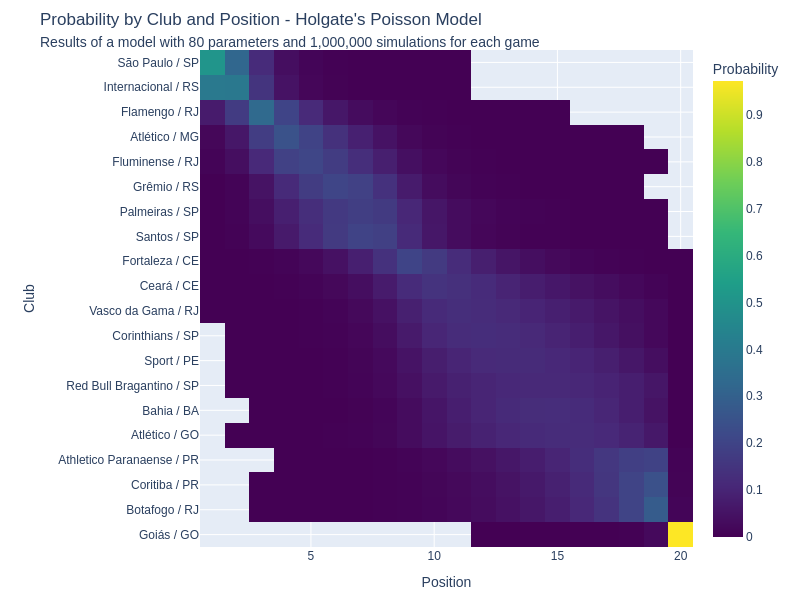 Probability by Club and Position - Holgate's Poisson Model
Results of a model with 80 parameters and 1,000,000 simulations for each game
Probability
São Paulo / SP
Internacional / RS
Flamengo / RJ
Atlético / MG
Fluminense / RJ
Grêmio / RS
Palmeiras / SP
Santos / SP
Fortaleza / CE
Ceará / CE
Vasco da Gama / RJ
Corinthians / SP
Sport / PE
Red Bull Bragantino / SP
Bahia / BA
Atlético / GO
Athletico Paranaense / PR
Coritiba / PR
Botafogo / RJ
Goiás / GO
Club
0.9
0.8
0.7
0.6
0.5
0.4
0.3
0.2
0.1
0
5
10
15
20
Position